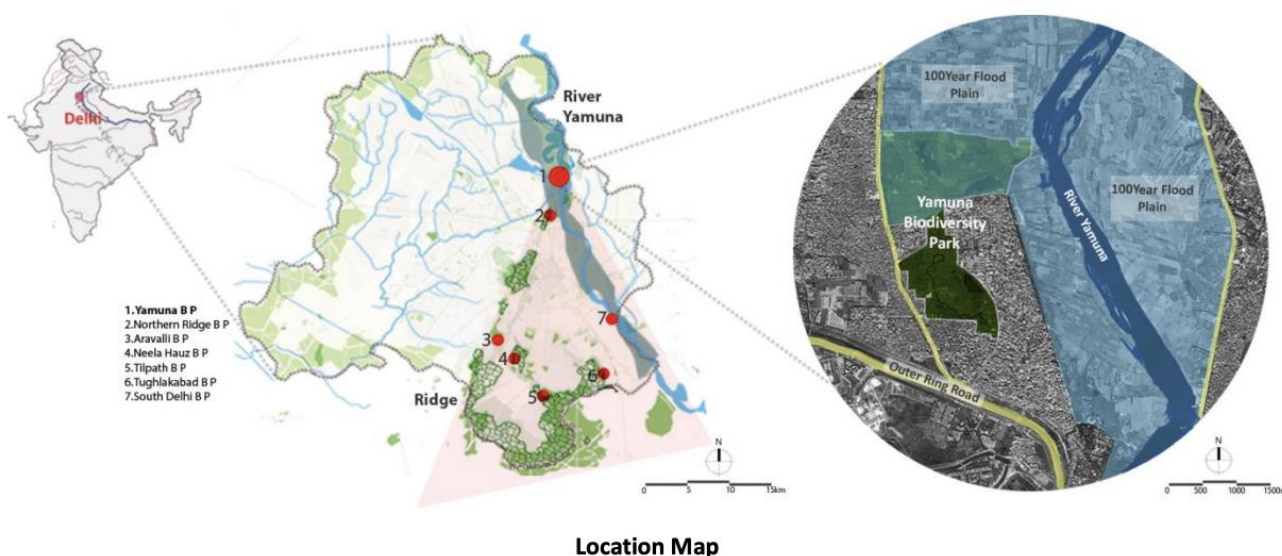 Delhi
River
Yamuna
1
2
3
4
5
6
7
Ridge
1.Yamuna B P
2.Northern Ridge B P
3.Aravalli B P
4.Neela Hauz B P
5.Tilpath B P
6.Tughlakabad B P
7.South Delhi B P
N
0 5 10 15km
100Year Flood
Plain
100Year Flood
Plain
Yamuna
Biodiversity
Park
River Yamuna
Outer Ring Road
N
0 500 1000 1500m
Location Map